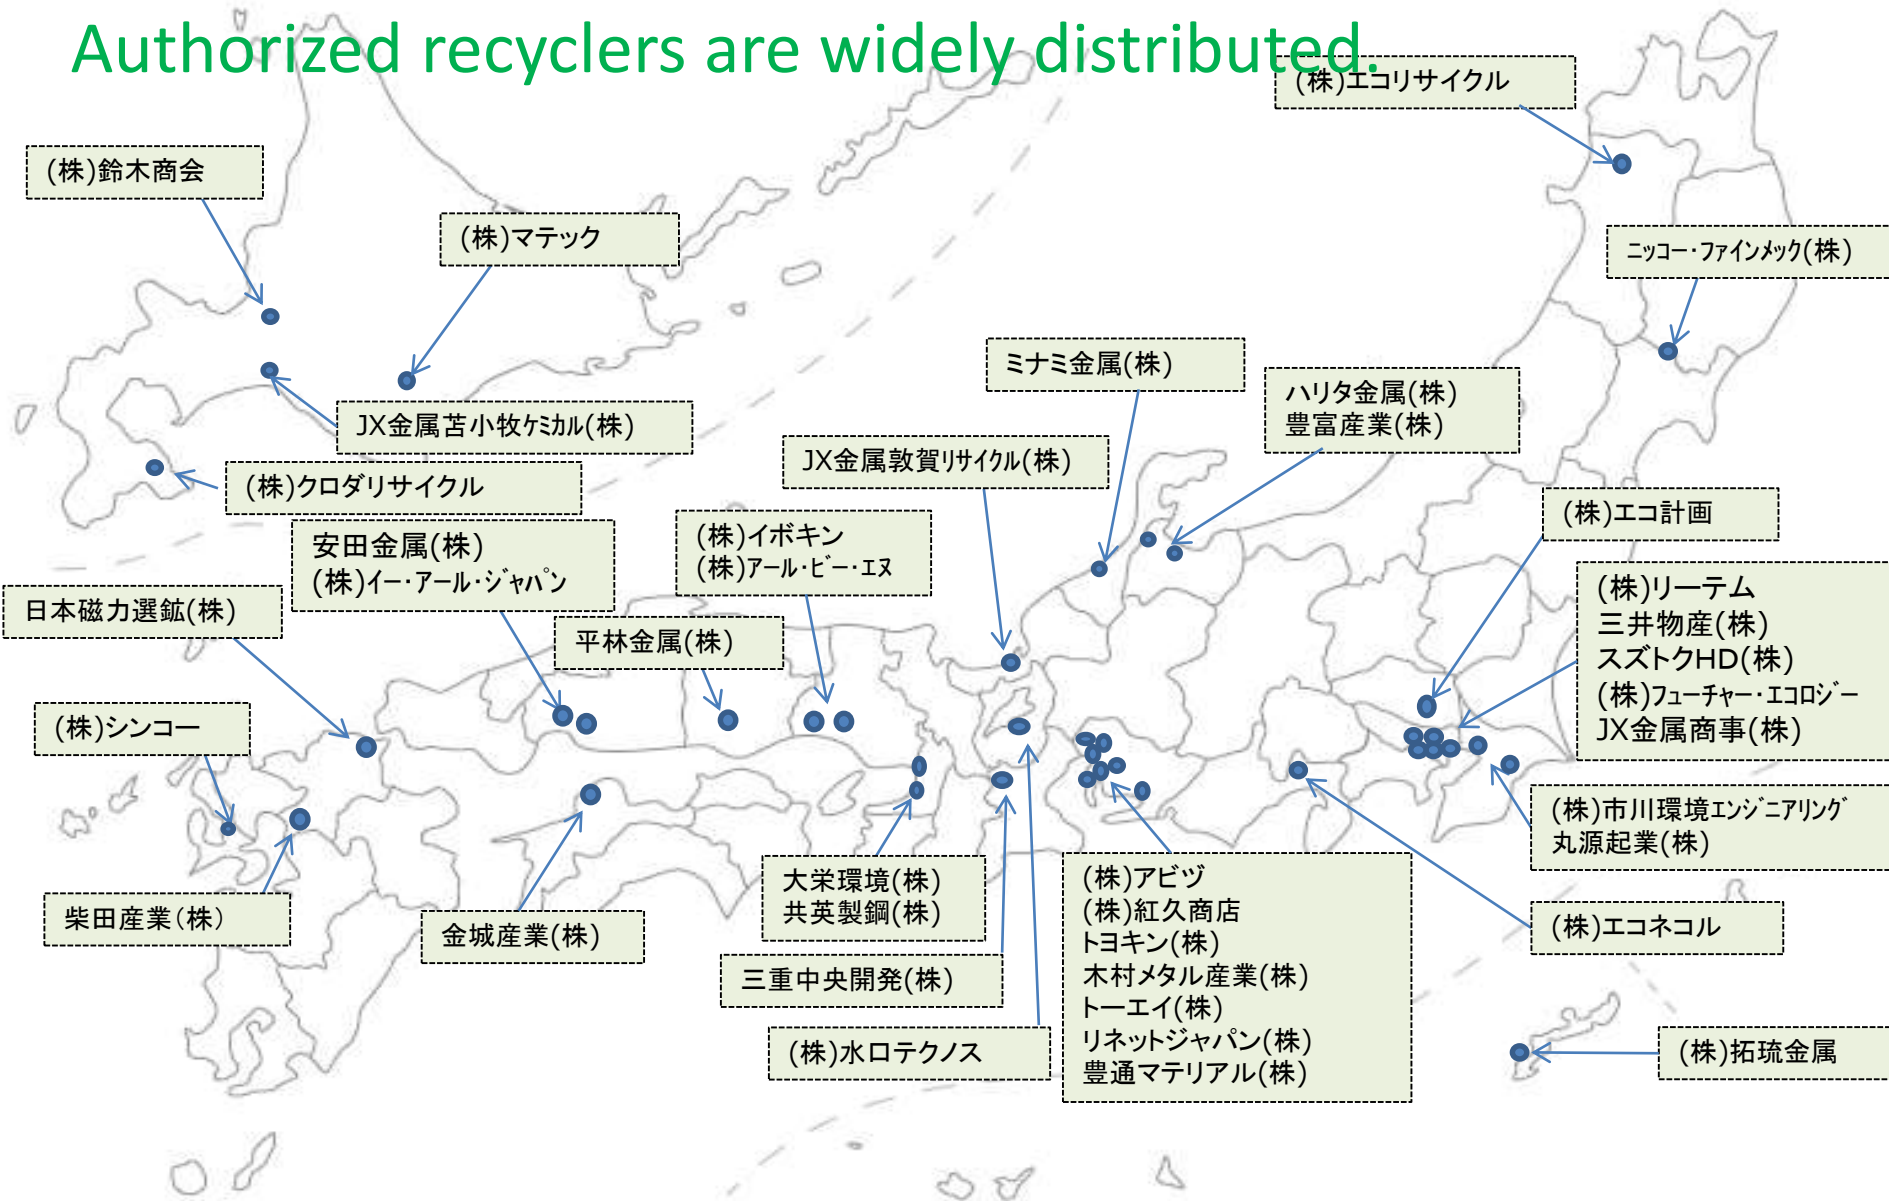 Authorized recyclers are widely distributed.
(株)エコリサイクル
(株)鈴木商会
(株)マテック
ニッコー・ファインメック(株)
ミナミ金属(株)
ハリタ金属(株)
豊富産業(株)
JX金属苫小牧ケミカル(株)
JX金属敦賀リサイクル(株)
(株)クロダリサイクル
(株)エコ計画
安田金属(株)
(株)イー・アール・ジャパン
(株)イボキン
(株)アール・ビー・エヌ
日本磁力選鉱(株)
平林金属(株)
(株)リーテム
三井物産(株)
スズトクHD(株)
(株)フューチャー・エコロジー
JX金属商事(株)
(株)シンコー
(株)市川環境エンジニアリング
丸源起業(株)
柴田産業(株)
金城産業(株)
大栄環境(株)
共英製鋼(株)
(株)アビヅ
(株)紅久商店
トヨキン(株)
木村メタル産業(株)
トーエイ(株)
リネットジャパン(株)
豊通マテリアル(株)
(株)エコネコル
三重中央開発(株)
(株)水口テクノス
(株)拓琉金属